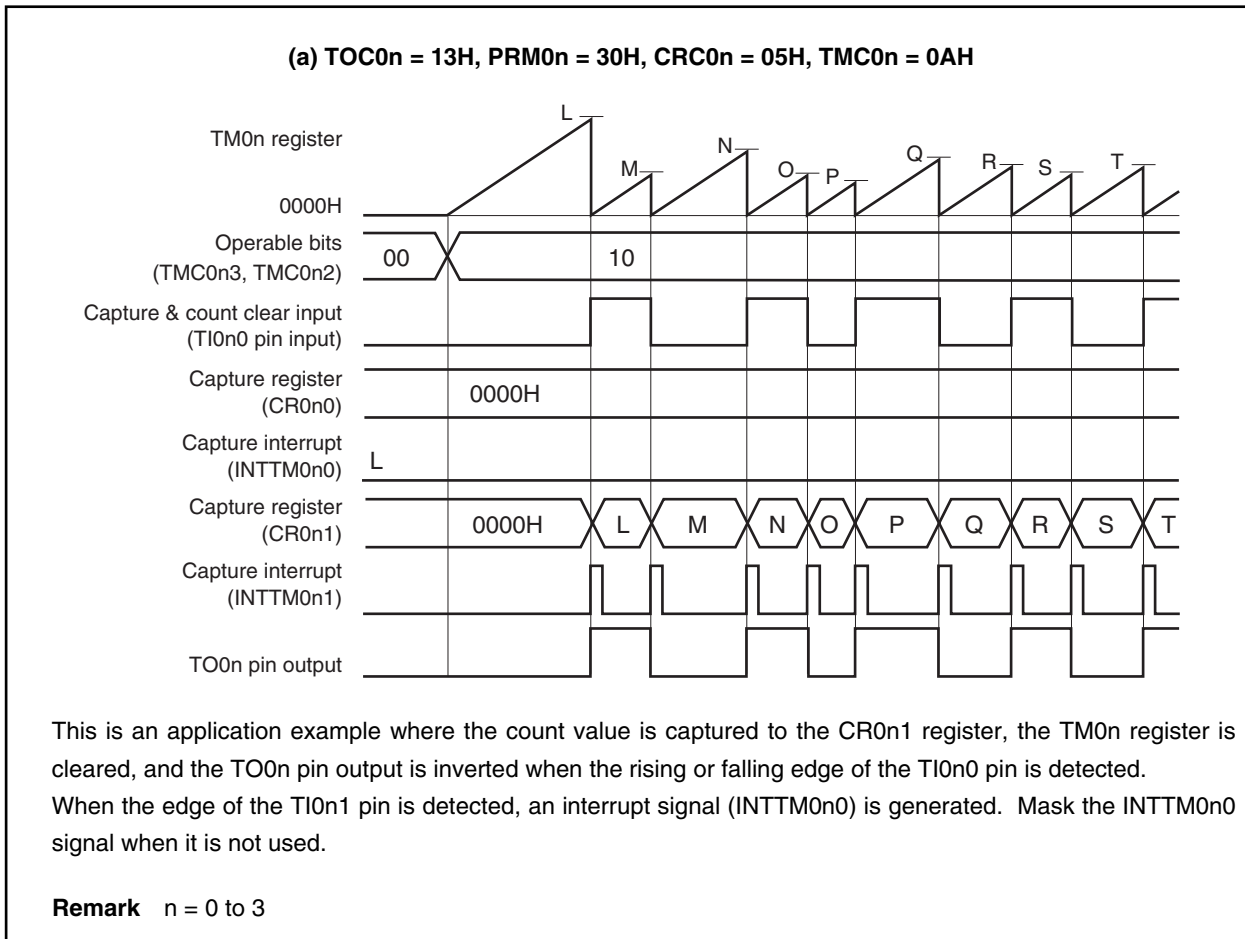 (a) TOC0n = 13H, PRM0n = 30H, CRC0n = 05H, TMC0n = 0AH
TM0n register
0000H
L
M
N
O
P
Q
R
S
T
Operable bits
(TMC0n3, TMC0n2)
00
10
Capture & count clear input
(TI0n0 pin input)
Capture register
(CR0n0)
0000H
Capture interrupt
(INTTM0n0)
L
Capture register
(CR0n1)
0000H
L
M
N
O
P
Q
R
S
T
Capture interrupt
(INTTM0n1)
TO0n pin output
This is an application example where the count value is captured to the CR0n1 register, the TM0n register is
cleared, and the TO0n pin output is inverted when the rising or falling edge of the TI0n0 pin is detected.
When the edge of the TI0n1 pin is detected, an interrupt signal (INTTM0n0) is generated. Mask the INTTM0n0
signal when it is not used.
Remark n = 0 to 3